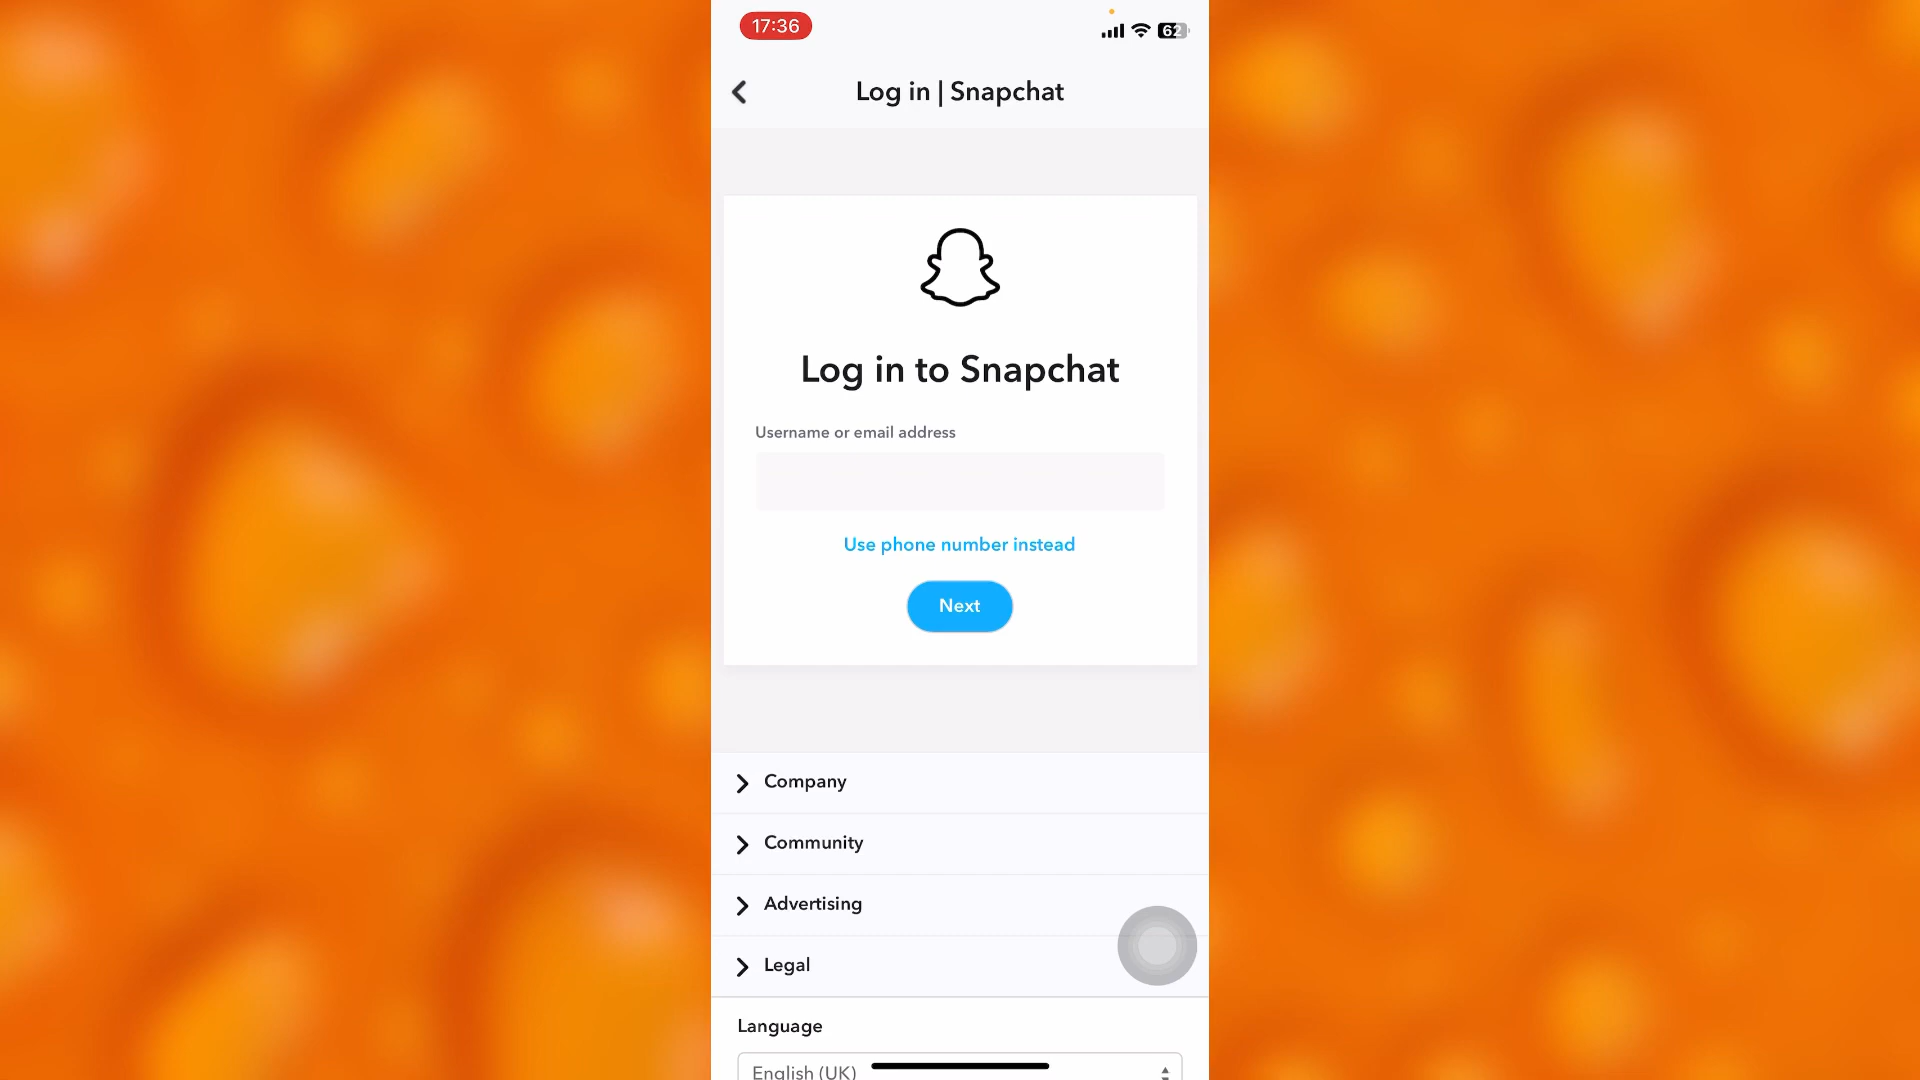 17:36
62
Log in | Snapchat
Log in to Snapchat
Username or email address
Use phone number instead
Next
Company
Community
Advertising
Legal
Language
English (UK)